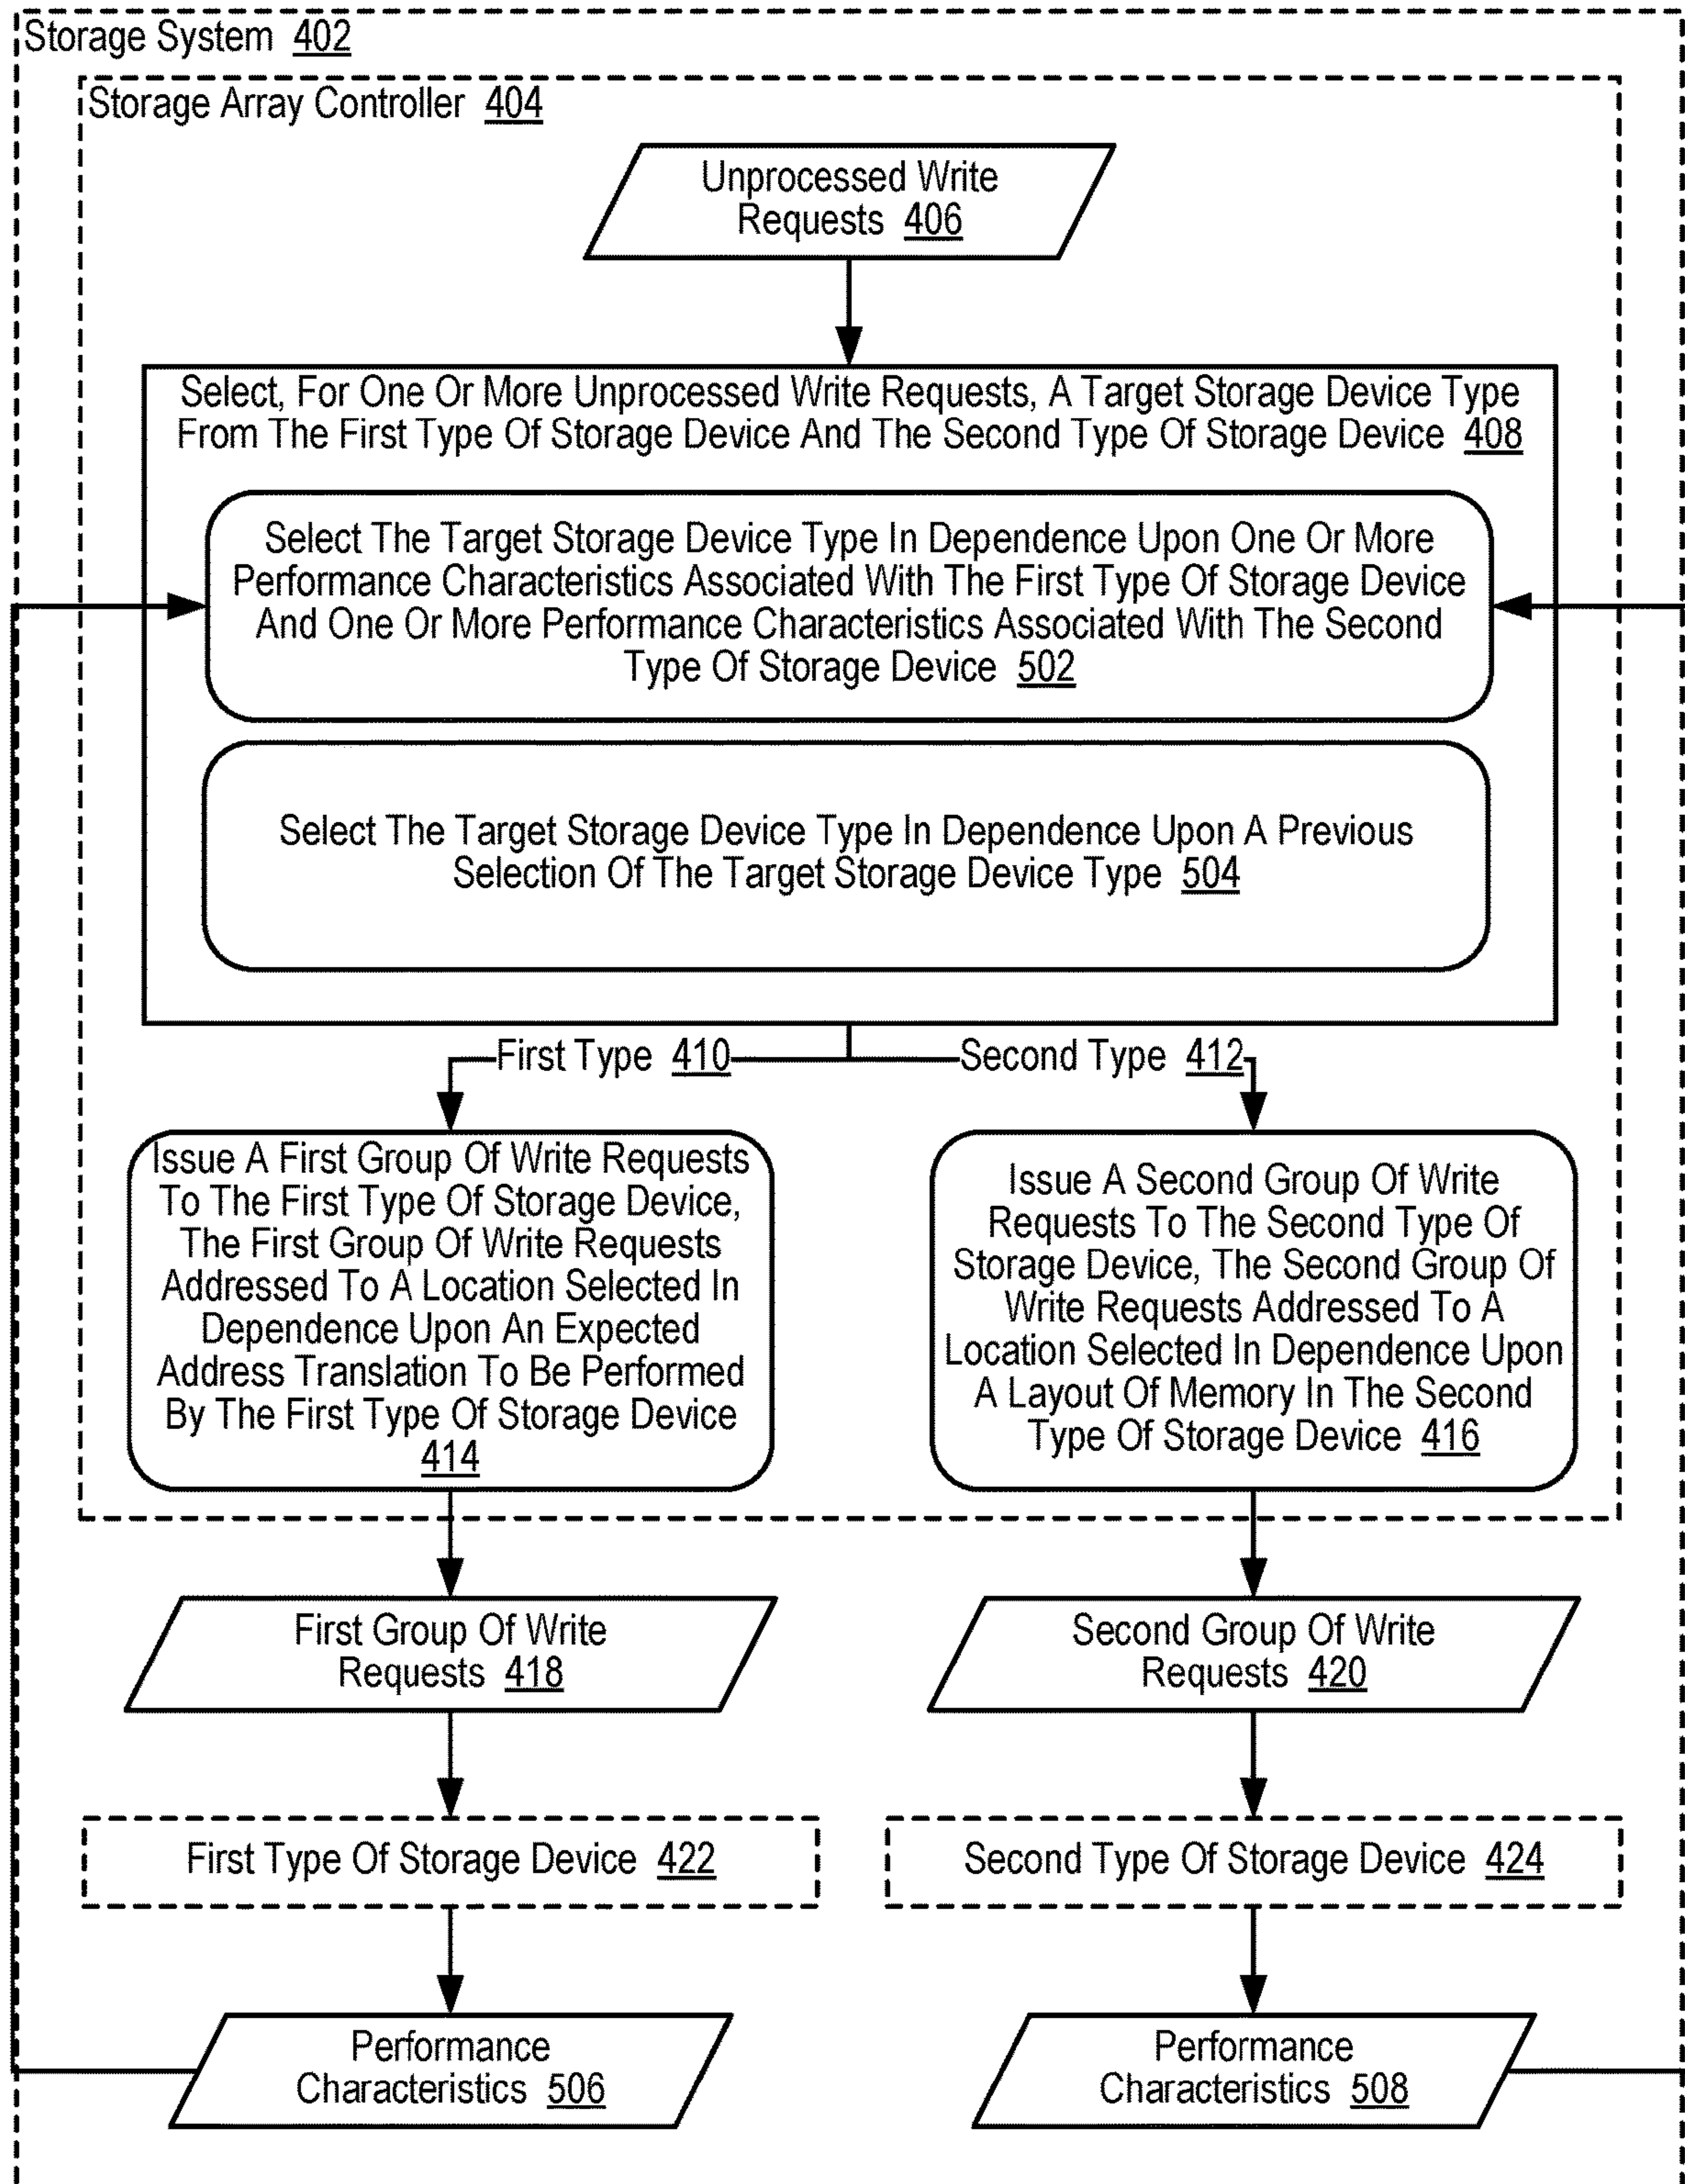 Storage System 402
Storage Array Controller 404
Unprocessed Write
Requests 406
Select, For One Or More Unprocessed Write Requests, A Target Storage Device Type
From The First Type Of Storage Device And The Second Type Of Storage Device 408
Select The Target Storage Device Type In Dependence Upon One Or More
Performance Characteristics Associated With The First Type Of Storage Device
And One Or More Performance Characteristics Associated With The Second
Type Of Storage Device 502
Select The Target Storage Device Type In Dependence Upon A Previous
Selection Of The Target Storage Device Type 504
First Type 410
Second Type 412
Issue A First Group Of Write Requests
To The First Type Of Storage Device,
The First Group Of Write Requests
Addressed To A Location Selected In
Dependence Upon An Expected
Address Translation To Be Performed
By The First Type Of Storage Device
414
Issue A Second Group Of Write
Requests To The Second Type Of
Storage Device, The Second Group Of
Write Requests Addressed To A
Location Selected In Dependence Upon
A Layout Of Memory In The Second
Type Of Storage Device 416
First Group Of Write
Requests 418
Second Group Of Write
Requests 420
First Type Of Storage Device 422
Second Type Of Storage Device 424
Performance
Characteristics 506
Performance
Characteristics 508